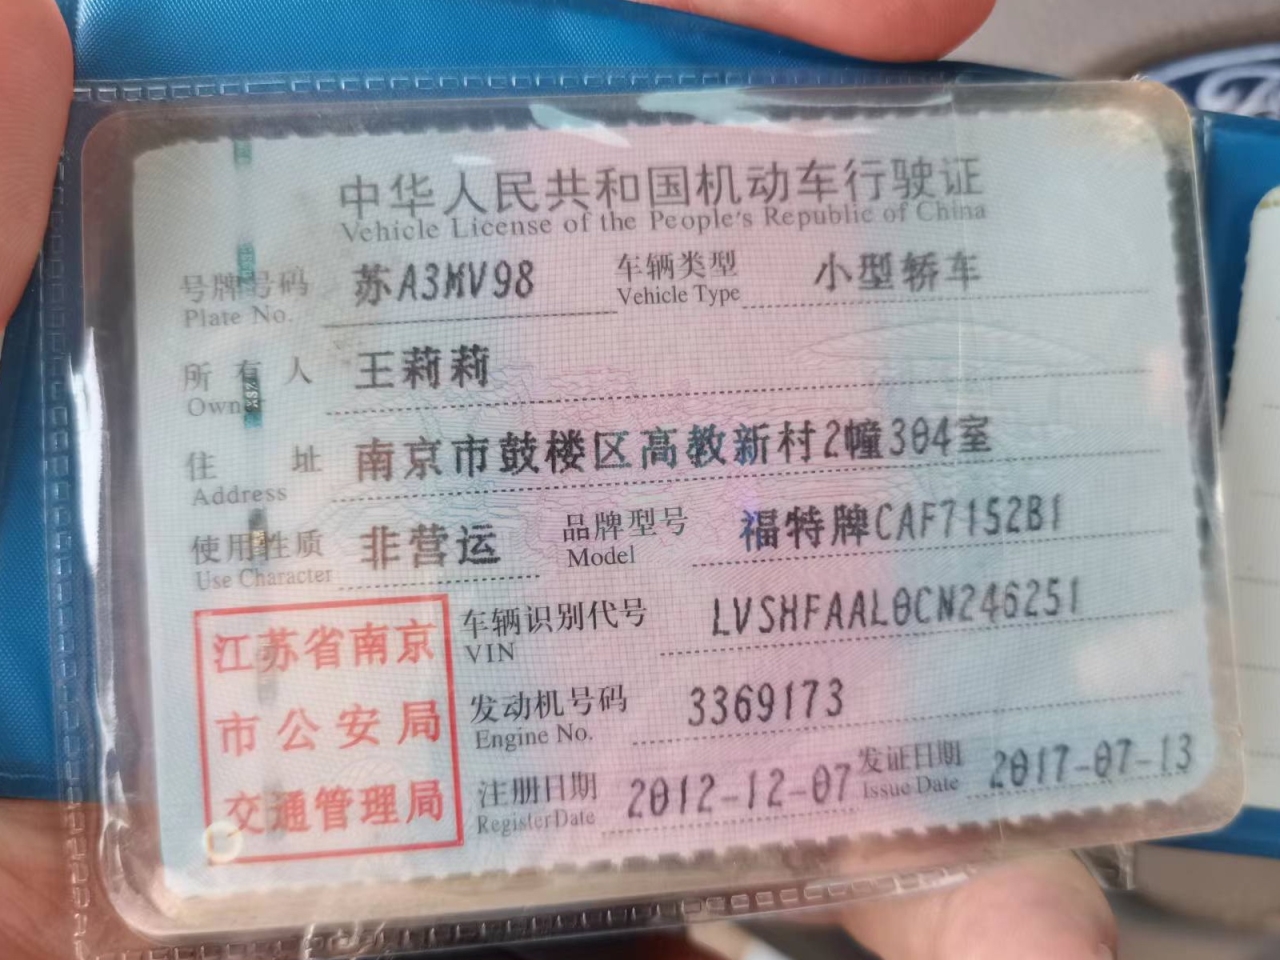 中华人民共和国机动车行驶证
Vehicle License of the People's Republic of China
号牌号码 苏A3MV98 车辆类型 小型轿车
Plate No. Vehicle Type
所有人 王莉莉
Owner
住址 南京市鼓楼区高教新村2幢304室
Address
使用性质 非营运 品牌型号 福特牌CAF7152B1
Use Character Model
车辆识别代号 LVSHFAAL0CN246251
VIN
发动机号码 3369173
Engine No.
注册日期 2012-12-07 发证日期 2017-07-13
Register Date Issue Date
江苏省南京
市公安局
交通管理局